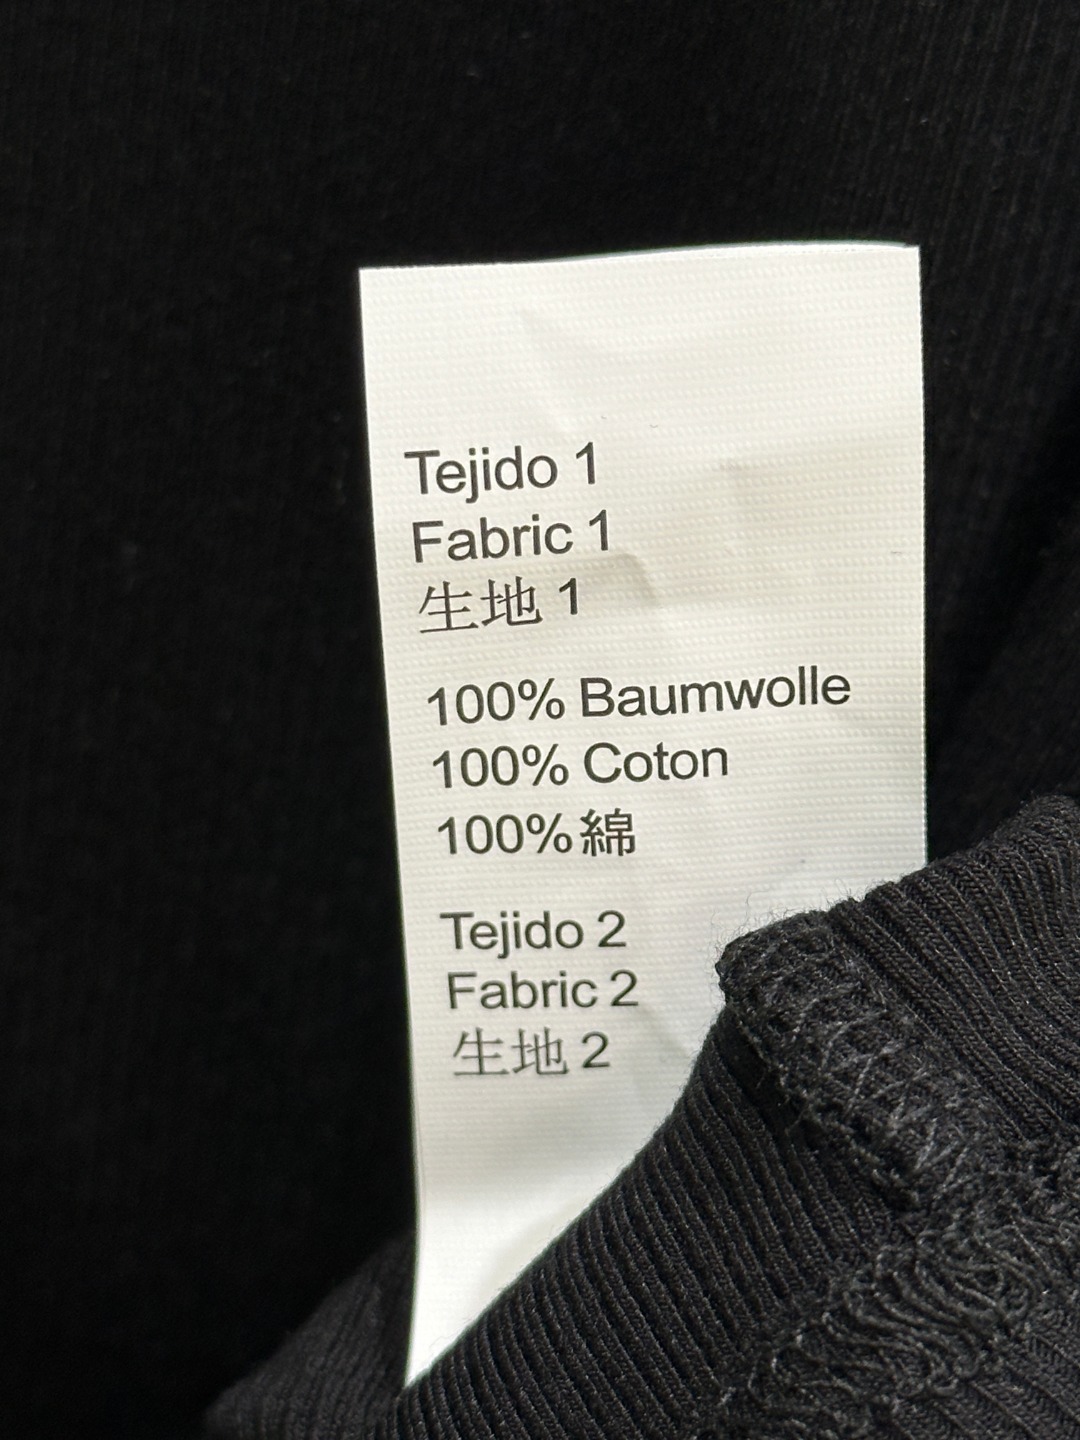 Tejido 1
Fabric 1
生地 1
100% Baumwolle
100% Coton
100%綿
Tejido 2
Fabric 2
生地 2